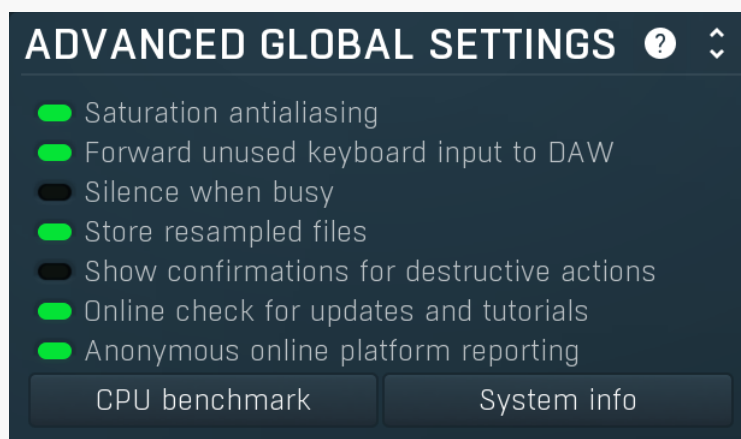 ADVANCED GLOBAL SETTINGS ?
Saturation antialiasing
Forward unused keyboard input to DAW
Silence when busy
Store resampled files
Show confirmations for destructive actions
Online check for updates and tutorials
Anonymous online platform reporting
CPU benchmark System info